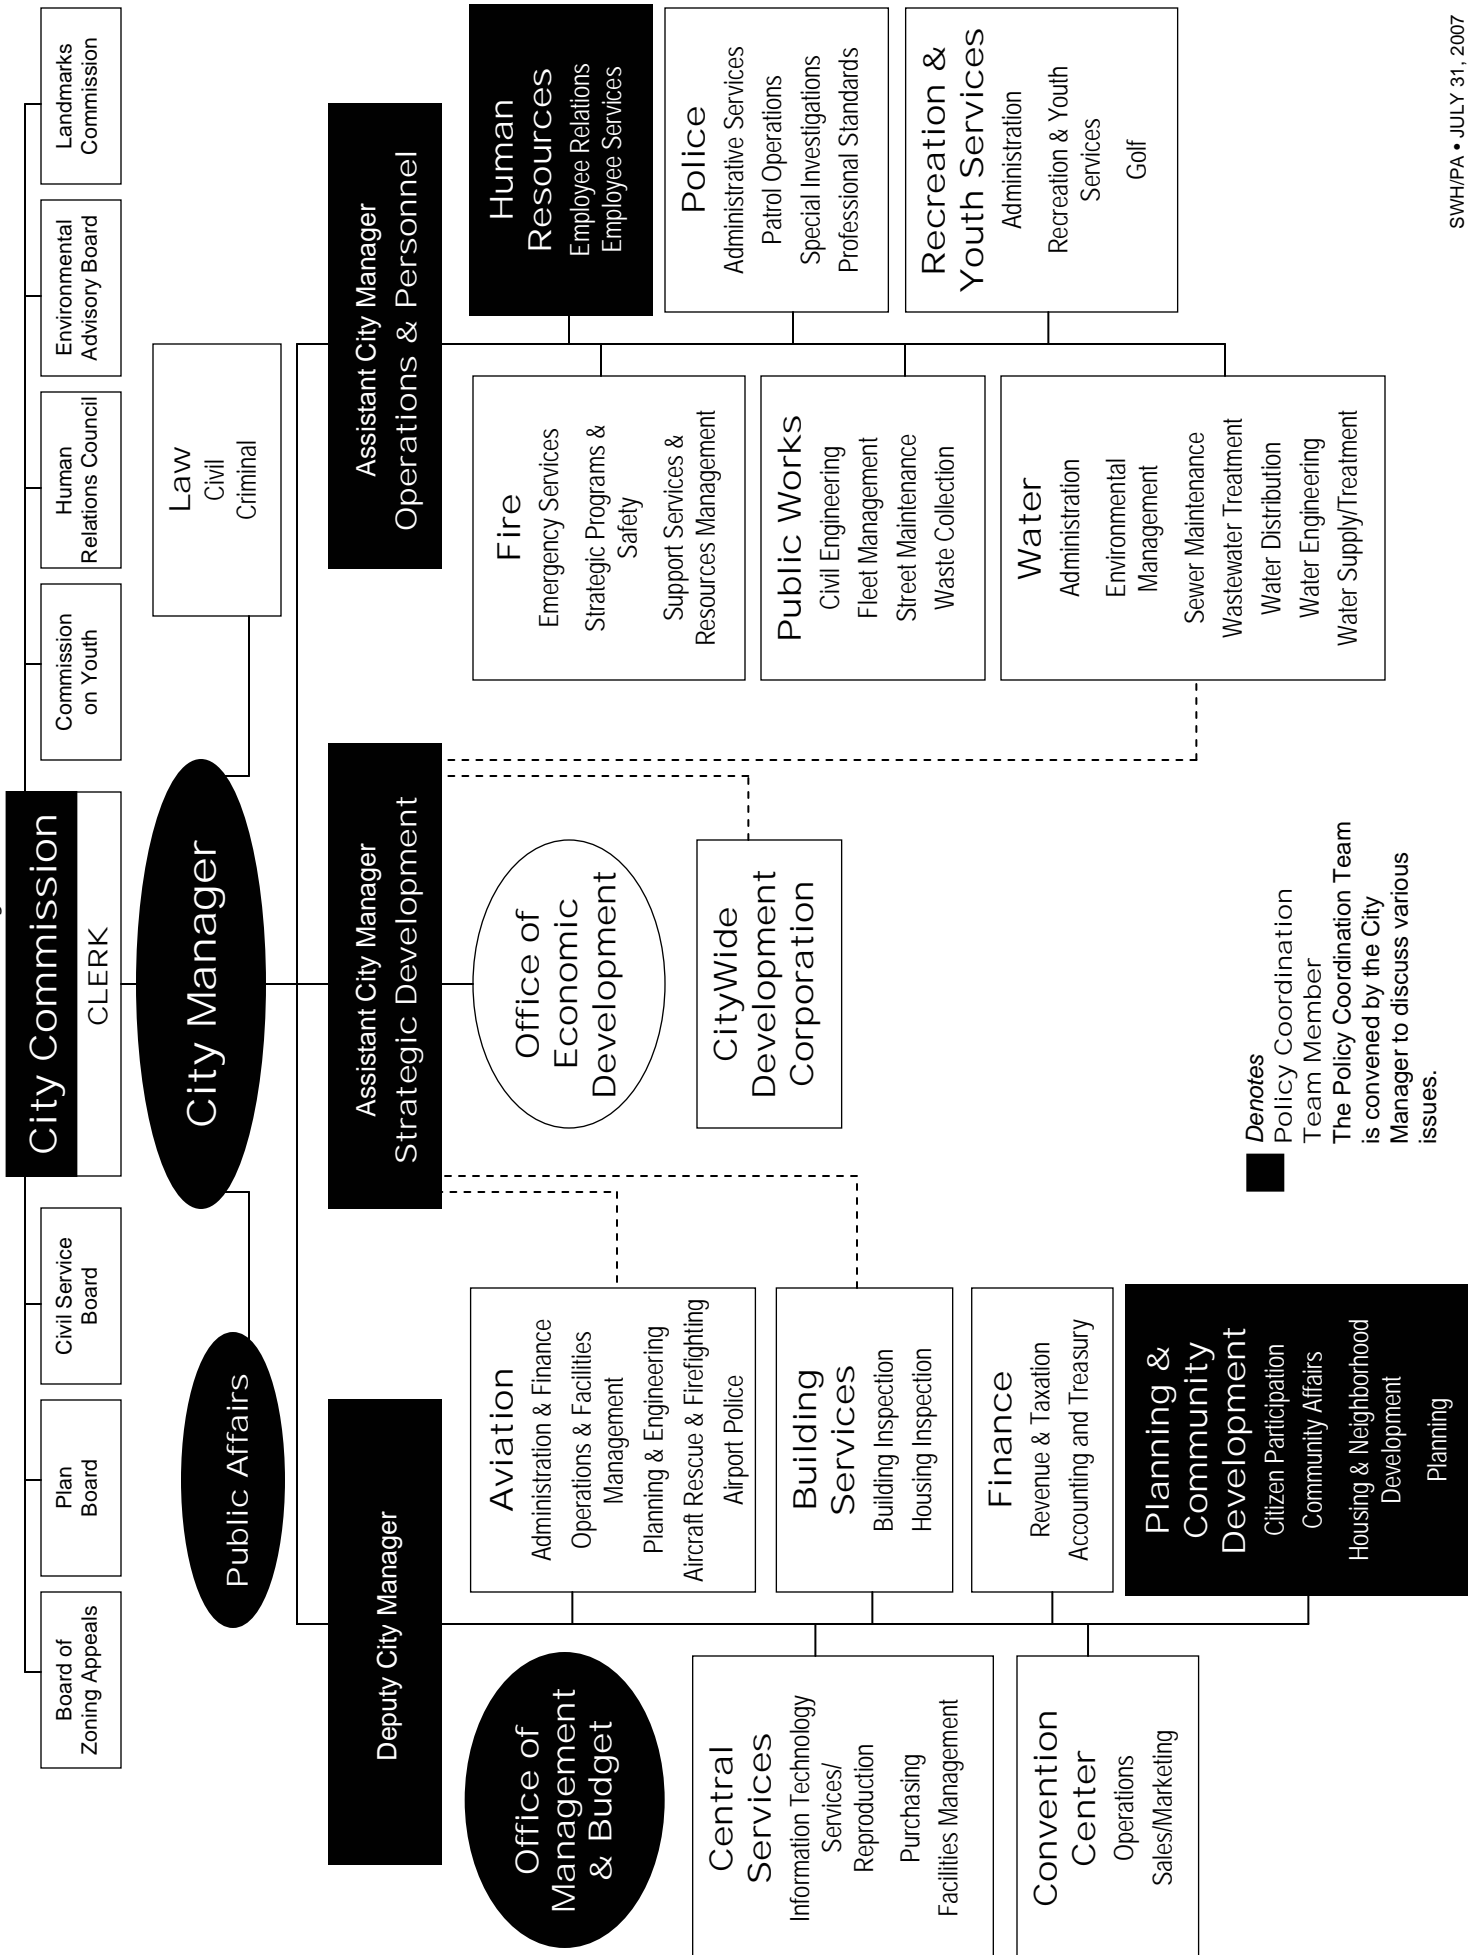 City Commission
CLERK
Board of
Zoning Appeals
Plan
Board
Civil Service
Board
Commission
on Youth
Human
Relations Council
Environmental
Advisory Board
Landmarks
Commission
City Manager
Public Affairs
Law
Civil
Criminal
Deputy City Manager
Assistant City Manager
Strategic Development
Assistant City Manager
Operations & Personnel
Office of
Management
& Budget
Central
Services
Information Technology
Services/
Reproduction
Purchasing
Facilities Management
Convention
Center
Operations
Sales/Marketing
Aviation
Administration & Finance
Operations & Facilities
Management
Planning & Engineering
Aircraft Rescue & Firefighting
Airport Police
Building
Services
Building Inspection
Housing Inspection
Finance
Revenue & Taxation
Accounting and Treasury
Planning &
Community
Development
Citizen Participation
Community Affairs
Housing & Neighborhood
Development
Planning
Office of
Economic
Development
CityWide
Development
Corporation
Denotes
Policy Coordination
Team Member
The Policy Coordination Team
is convened by the City
Manager to discuss various
issues.
Fire
Emergency Services
Strategic Programs &
Safety
Support Services &
Resources Management
Public Works
Civil Engineering
Fleet Management
Street Maintenance
Waste Collection
Water
Administration
Environmental
Management
Sewer Maintenance
Wastewater Treatment
Water Distribution
Water Engineering
Water Supply/Treatment
Human
Resources
Employee Relations
Employee Services
Police
Administrative Services
Patrol Operations
Special Investigations
Professional Standards
Recreation &
Youth Services
Administration
Recreation & Youth
Services
Golf
SWH/PA • JULY 31, 2007